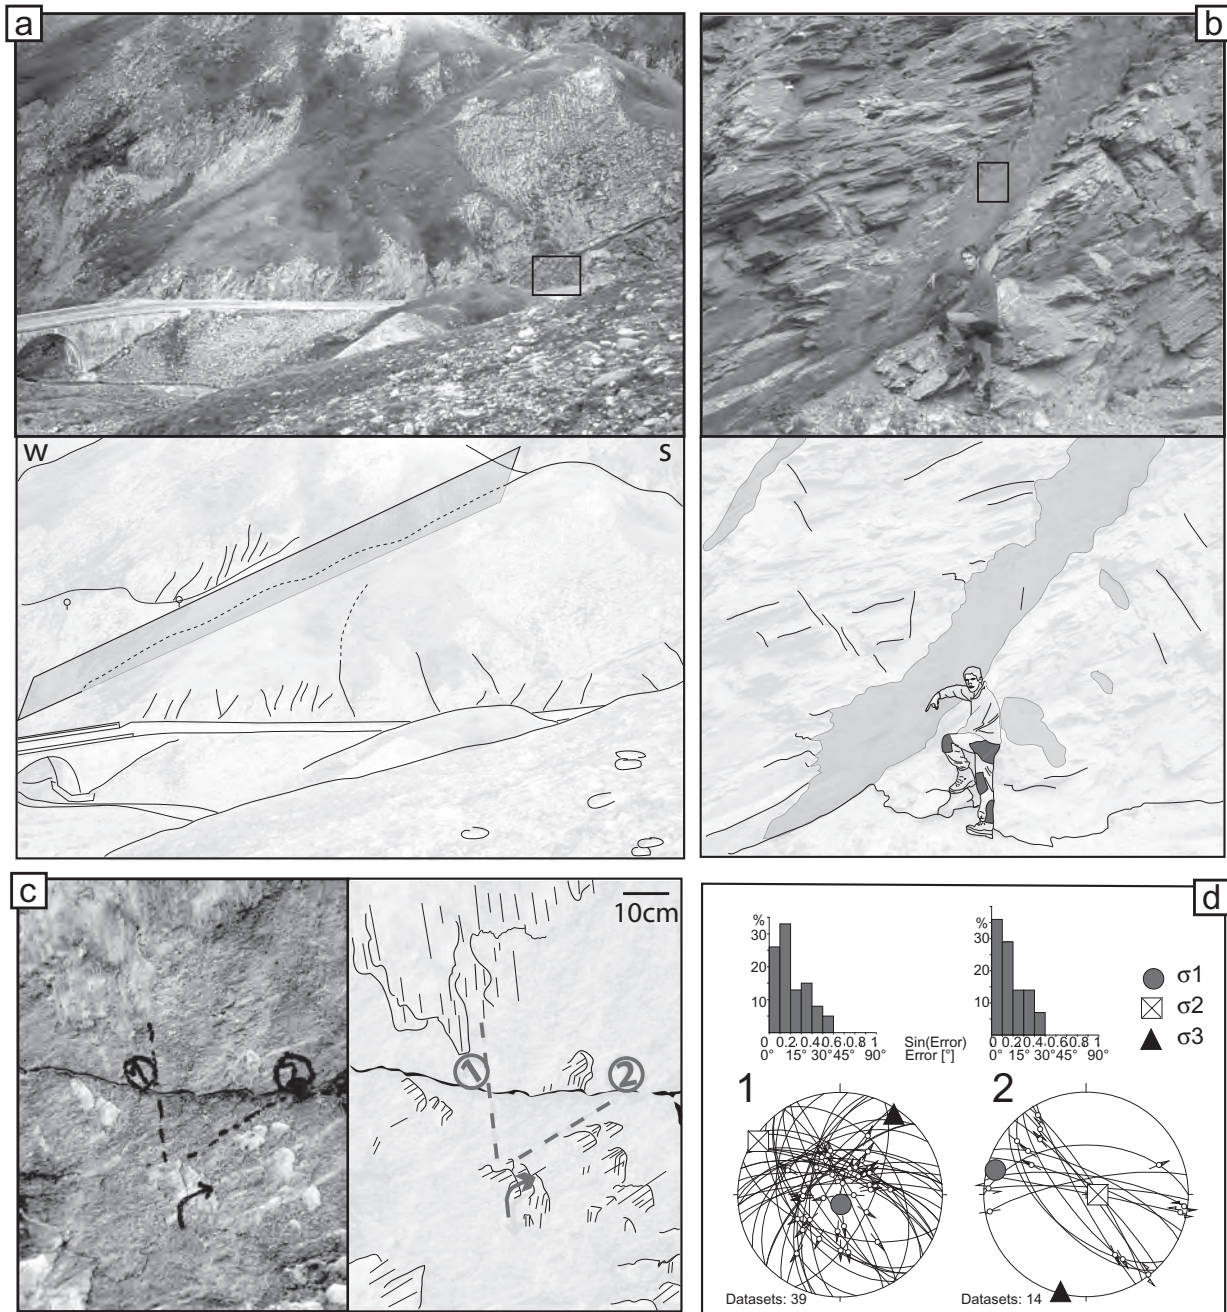 a
b
W
S
c
1
2
10cm
1
2
d
%
30
20
10
%
30
20
10
σ1
σ2
σ3
0 0.2 0.4 0.6 0.8 1
Sin(Error)
0 0.2 0.4 0.6 0.8 1
0° 15° 30° 45° 90°
Error [°]
0° 15° 30° 45° 90°
1
2
Datasets: 39
Datasets: 14